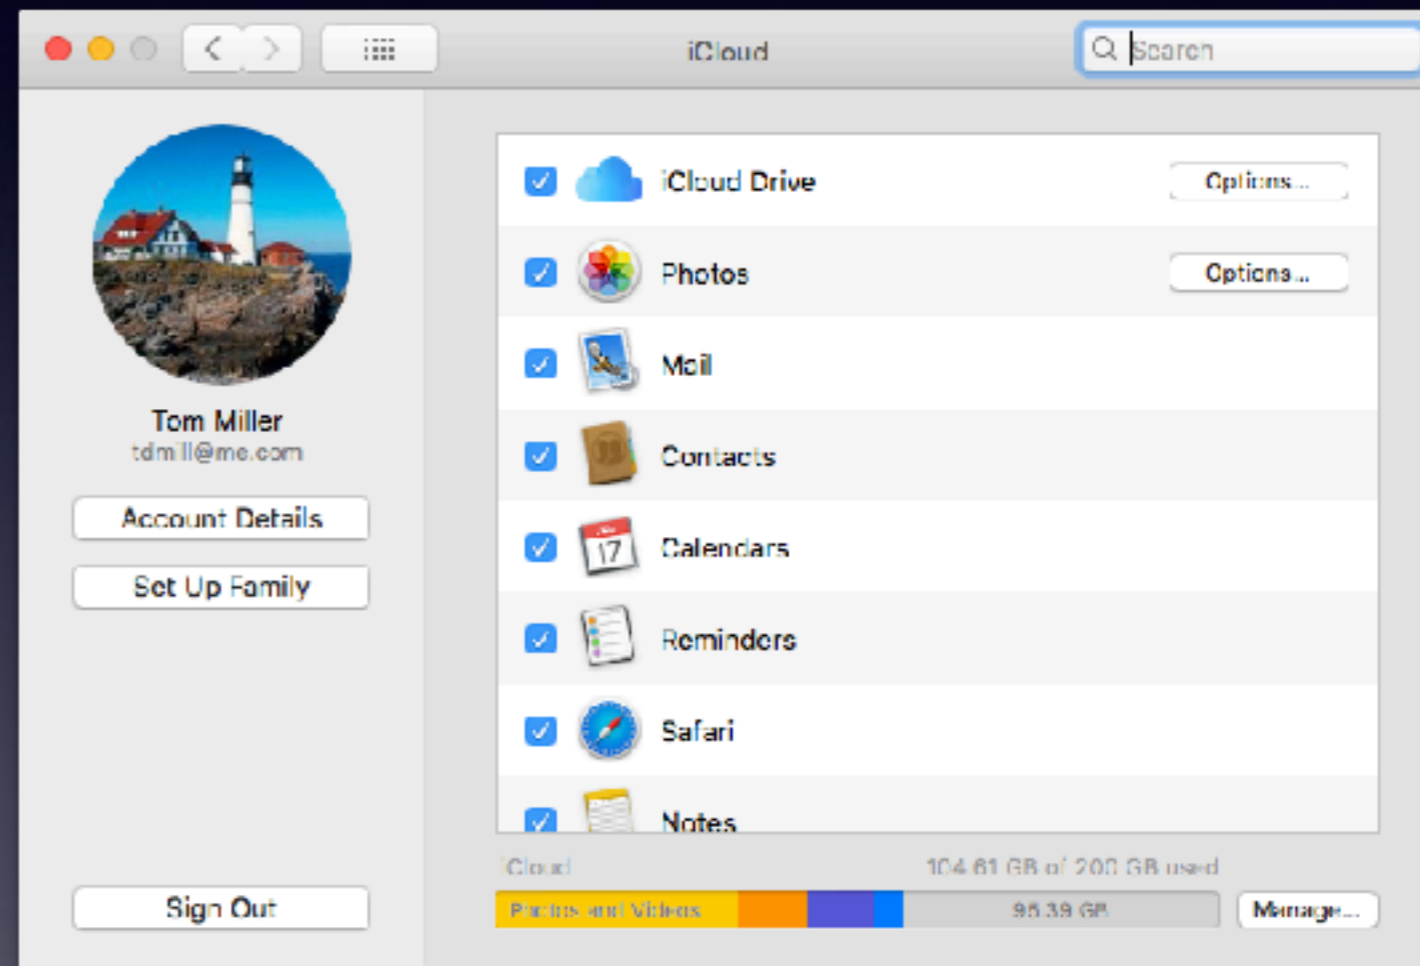 iCloud
Search
iCloud Drive
Options...
Photos
Options...
Mail
Tom Miller
tdmill@me.com
Contacts
Account Details
17
Calendars
Set Up Family
Reminders
Safari
Notes
iCloud
104.61 GB of 200 GB used
Sign Out
Photos and Videos
95.39 GB
Manage...